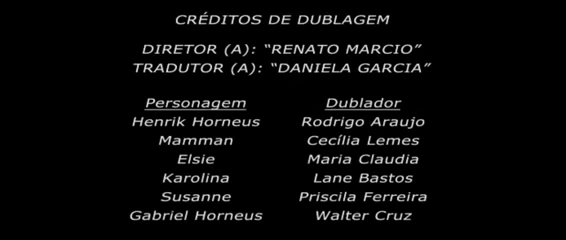 CRÉDITOS DE DUBLAGEM
DIRETOR (A): “RENATO MARCIO”
TRADUTOR (A): “DANIELA GARCIA”
Personagem Dublador
Henrik Horneus Rodrigo Araujo
Mamman Cecília Lemes
Elsie Maria Claudia
Karolina Lane Bastos
Susanne Priscila Ferreira
Gabriel Horneus Walter Cruz